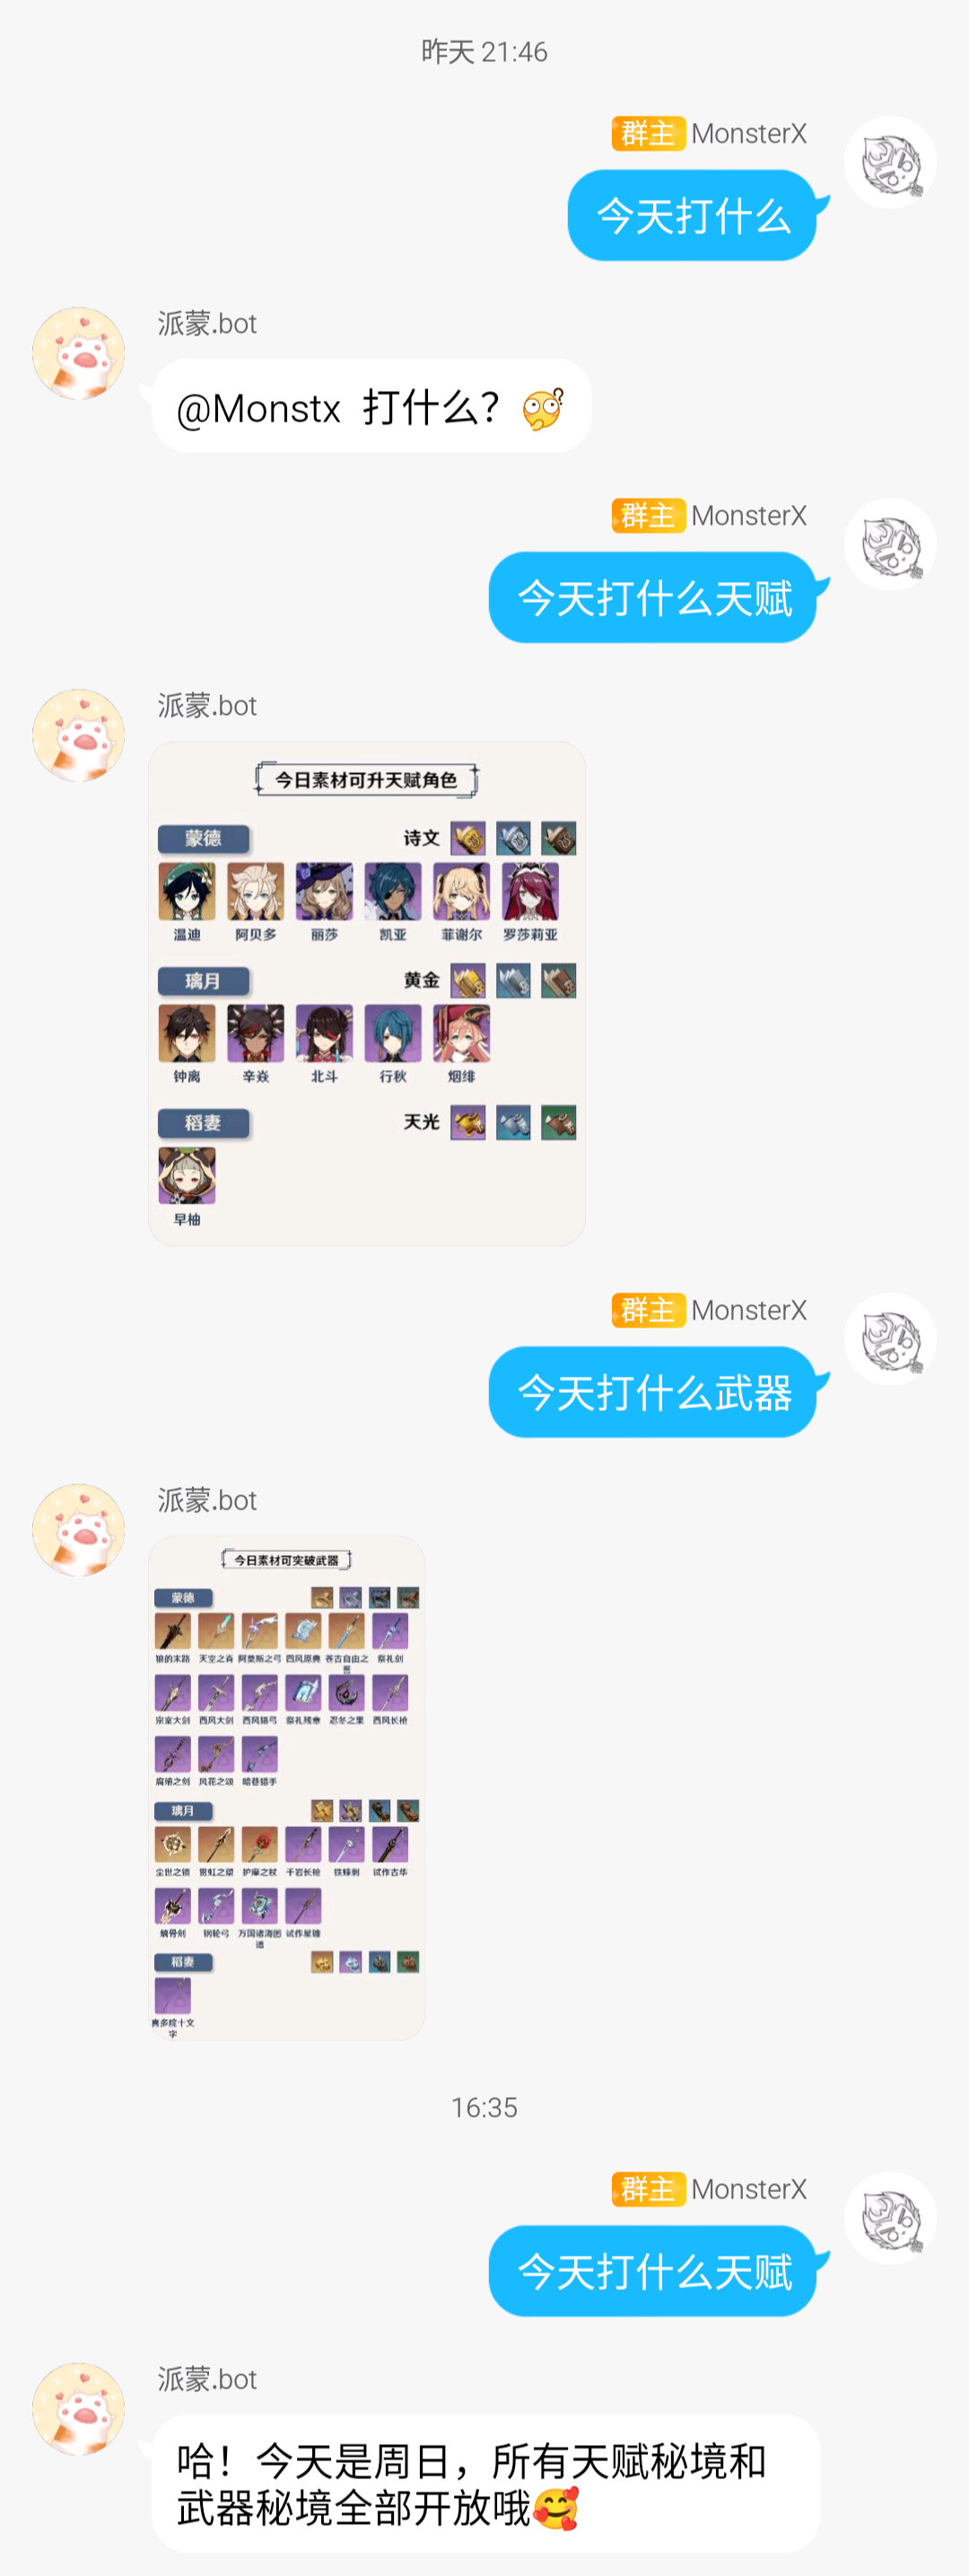 昨天 21:46
群主 MonsterX
今天打什么
派蒙.bot
@Monstx 打什么？
群主 MonsterX
今天打什么天赋
派蒙.bot
今日素材可升天赋角色
蒙德 诗文
温迪 阿贝多 丽莎 凯亚 菲谢尔 罗莎莉亚
璃月 黄金
钟离 辛焱 北斗 行秋 烟绯
稻妻 天光
早柚
群主 MonsterX
今天打什么武器
派蒙.bot
今日素材可突破武器
蒙德
狼的末路 天空之脊 阿莫斯之弓 四风原典 苍古自由之
誓 祭礼剑
宗室大剑 西风大剑 西风猎弓 祭礼残章 忍冬之果 西风长枪
腐殖之剑 风花之颂 暗巷猎手
璃月
尘世之锁 贯虹之槊 护摩之杖 千岩长枪 铁蜂刺 试作古华
螭骨剑 钢轮弓 万国诸海图
谱 试作星镰
稻妻
喜多院十文
字
16:35
群主 MonsterX
今天打什么天赋
派蒙.bot
哈！今天是周日，所有天赋秘境和
武器秘境全部开放哦